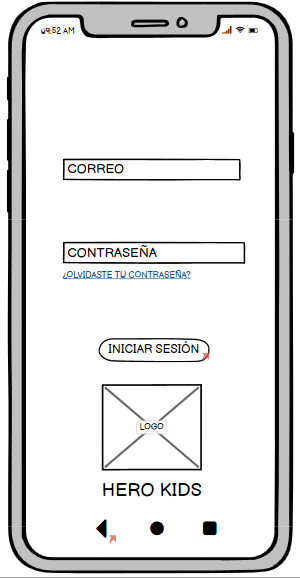 09:52 AM
CORREO
CONTRASEÑA
¿OLVIDASTE TU CONTRASEÑA?
INICIAR SESIÓN
LOGO
HERO KIDS